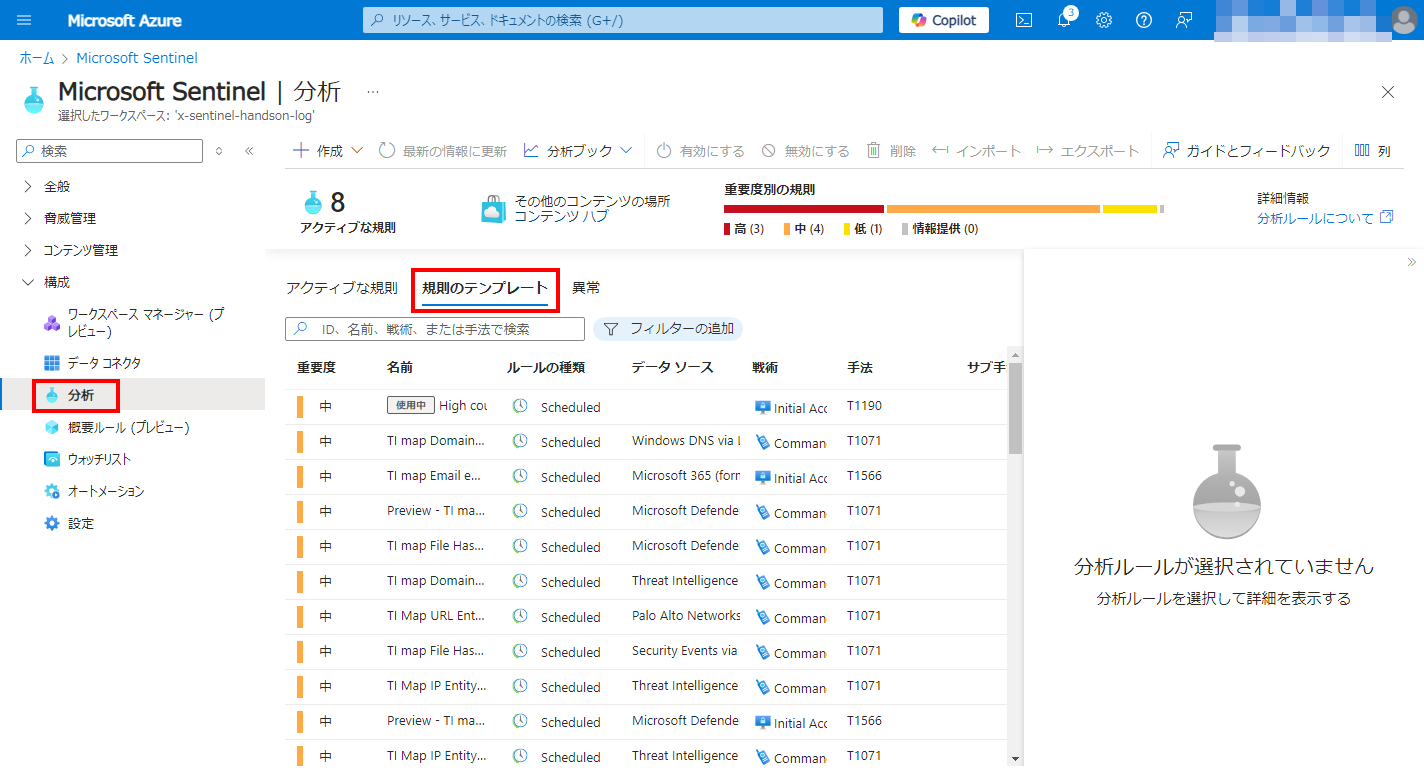 Microsoft Azure
リソース、サービス、ドキュメントの検索 (G+/)
Copilot
3
ホーム > Microsoft Sentinel
Microsoft Sentinel | 分析 …
選択したワークスペース: 'x-sentinel-handson-log'
検索
全般
脅威管理
コンテンツ管理
構成
ワークスペース マネージャー (プ
レビュー)
データ コネクタ
分析
概要ルール (プレビュー)
ウォッチリスト
オートメーション
設定
作成 最新の情報に更新 分析ブック 有効にする 無効にする 削除 インポート エクスポート ガイドとフィードバック 列
8
アクティブな規則
その他のコンテンツの場所
コンテンツ ハブ
重要度別の規則
高 (3) 中 (4) 低 (1) 情報提供 (0)
詳細情報
分析ルールについて
アクティブな規則 規則のテンプレート 異常
ID、名前、戦術、または手法で検索
フィルターの追加
重要度 名前 ルールの種類 データ ソース 戦術 手法 サブ手
中 使用中 High cou Scheduled Initial Acc T1190
中 TI map Domain... Scheduled Windows DNS via Comman T1071
中 TI map Email e... Scheduled Microsoft 365 (forr Initial Acc T1566
中 Preview - TI ma... Scheduled Microsoft Defende Comman T1071
中 TI map File Has... Scheduled Microsoft Defende Comman T1071
中 TI map Domain... Scheduled Threat Intelligence Comman T1071
中 TI Map URL Ent... Scheduled Palo Alto Networks Comman T1071
中 TI map File Has... Scheduled Security Events via Comman T1071
中 TI Map IP Entity... Scheduled Threat Intelligence Comman T1071
中 Preview - TI ma... Scheduled Microsoft Defende Initial Acc T1566
中 TI Map IP Entity... Scheduled Threat Intelligence Comman T1071
分析ルールが選択されていません
分析ルールを選択して詳細を表示する